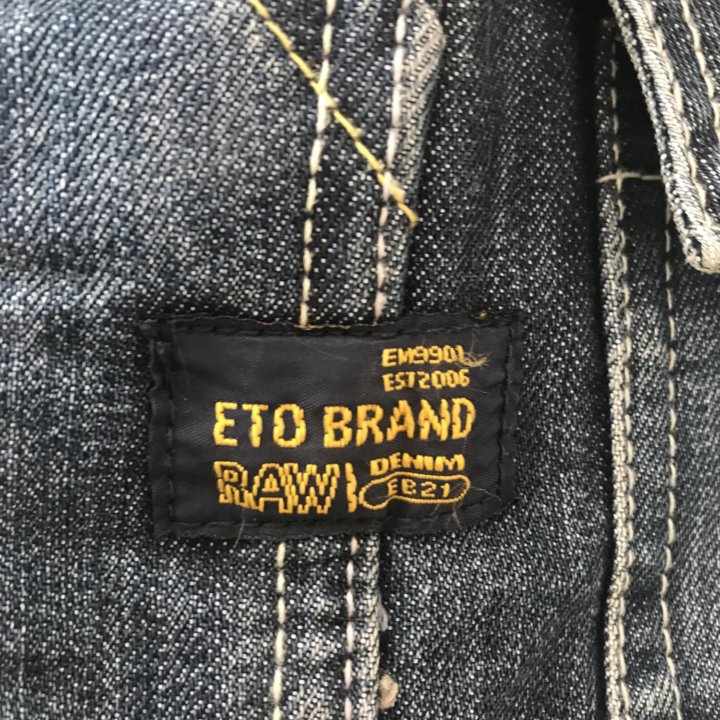 EM9901
EST2006
ETO BRAND
RAW DENIM
EB21